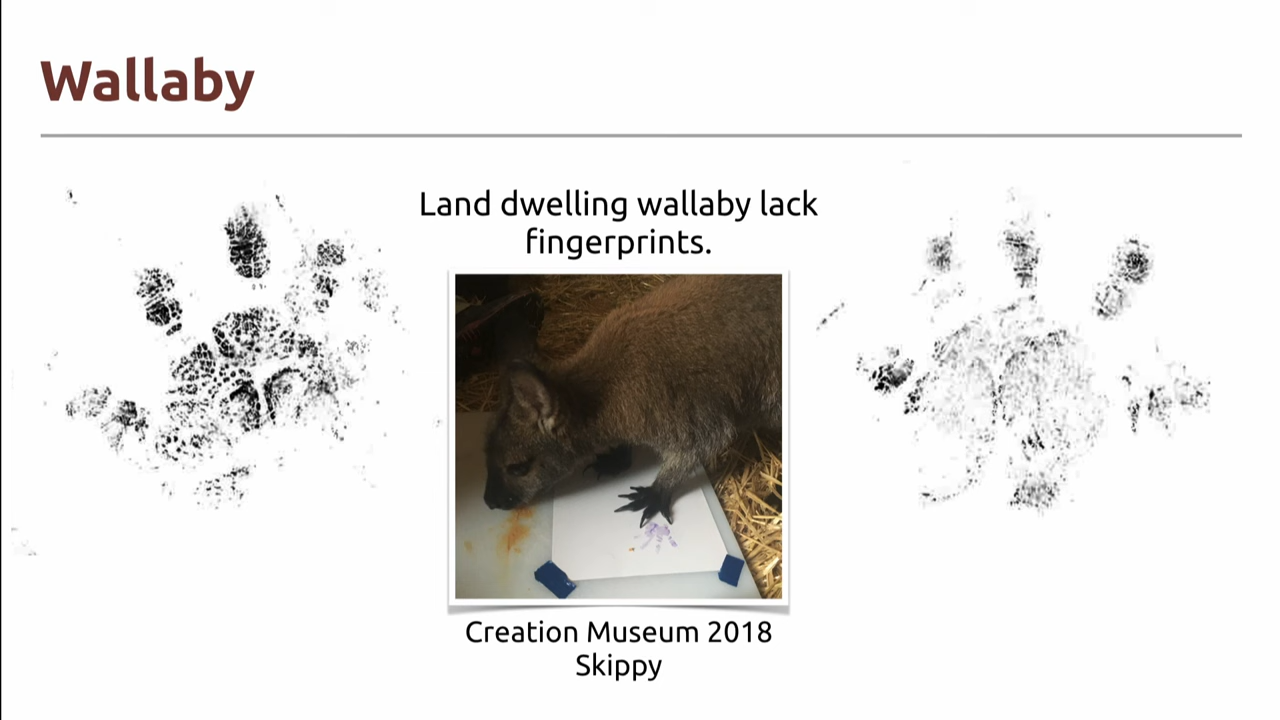 Wallaby
Land dwelling wallaby lack
fingerprints.
Creation Museum 2018
Skippy